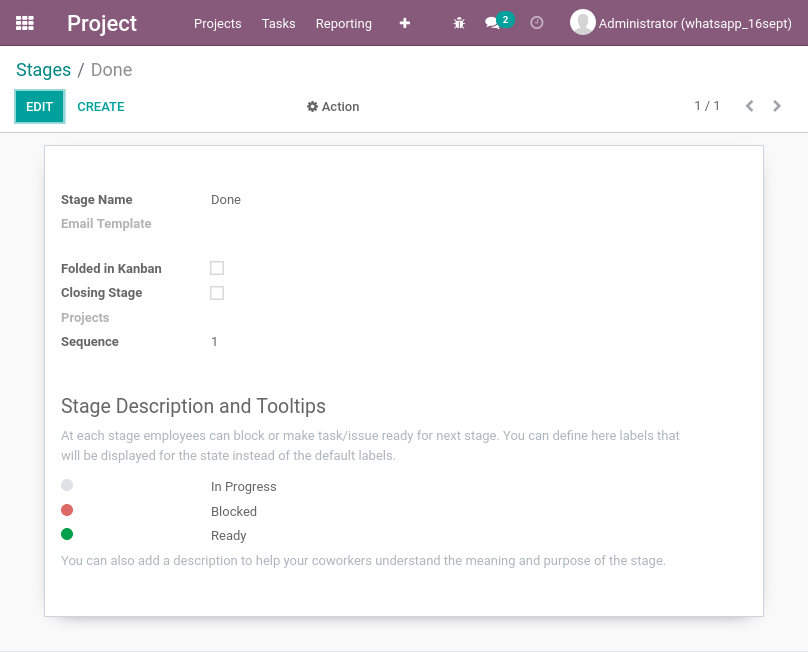 Project Projects Tasks Reporting 2 Administrator (whatsapp_16sept)
Stages / Done
EDIT CREATE Action 1 / 1
Stage Name Done
Email Template
Folded in Kanban
Closing Stage
Projects
Sequence 1
Stage Description and Tooltips
At each stage employees can block or make task/issue ready for next stage. You can define here labels that
will be displayed for the state instead of the default labels.
In Progress
Blocked
Ready
You can also add a description to help your coworkers understand the meaning and purpose of the stage.